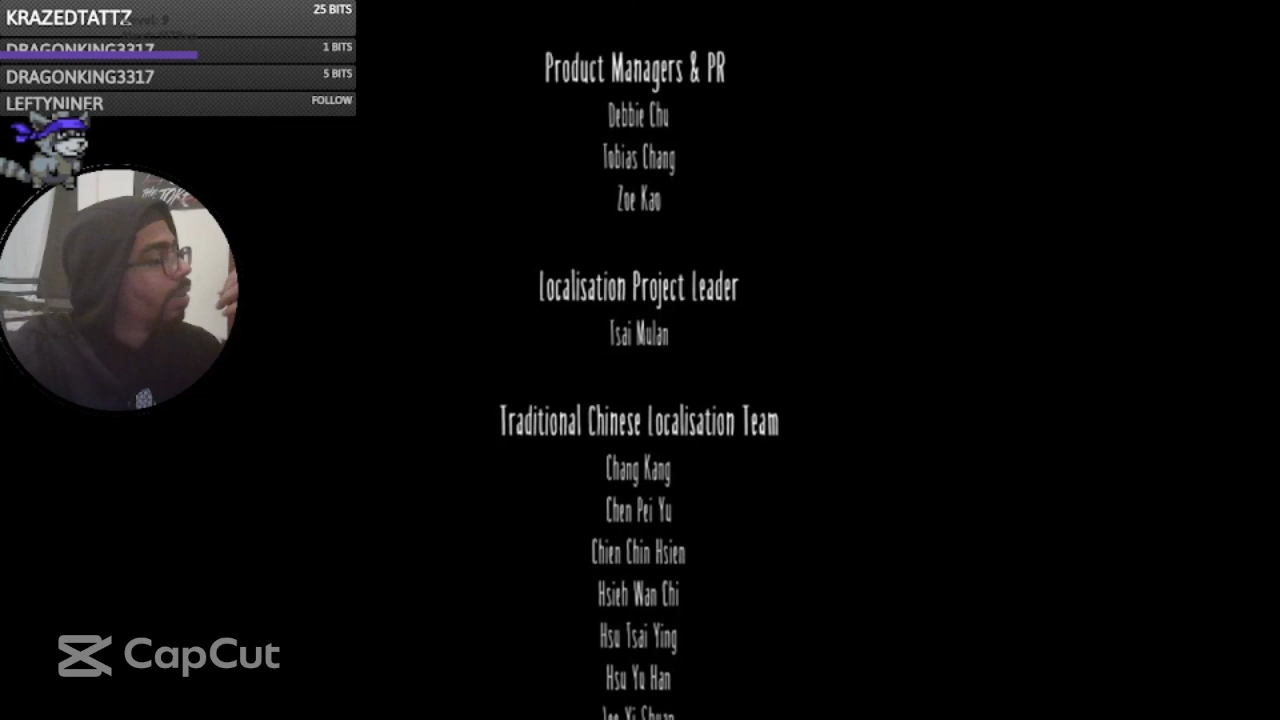 KRAZEDTATTZ
25 BITS
DRAGONKING3317
1 BITS
DRAGONKING3317
5 BITS
LEFTYNINER
FOLLOW
THE
Product Managers & PR
Debbie Chu
Tobias Chang
Zoe Kao
Localisation Project Leader
Tsai Mulan
Traditional Chinese Localisation Team
Chang Kang
Chen Pei Yu
Chien Chin Hsien
Hsieh Wan Chi
Hsu Tsai Ying
Hsu Yu Han
CapCut